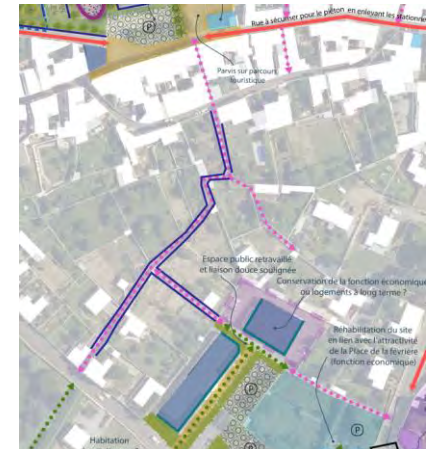 P
Rue à sécuriser pour le piéton en enlevant les stationne
Parvis sur parcours
touristique
Espace public retravaillé
et liaison douce soulignée
Conservation de la fonction économique
ou logements à long terme ?
Réhabilitation du site
en lien avec l'attractivité
de la Place de la févrière
(fonction économique)
P
P
P
Habitation